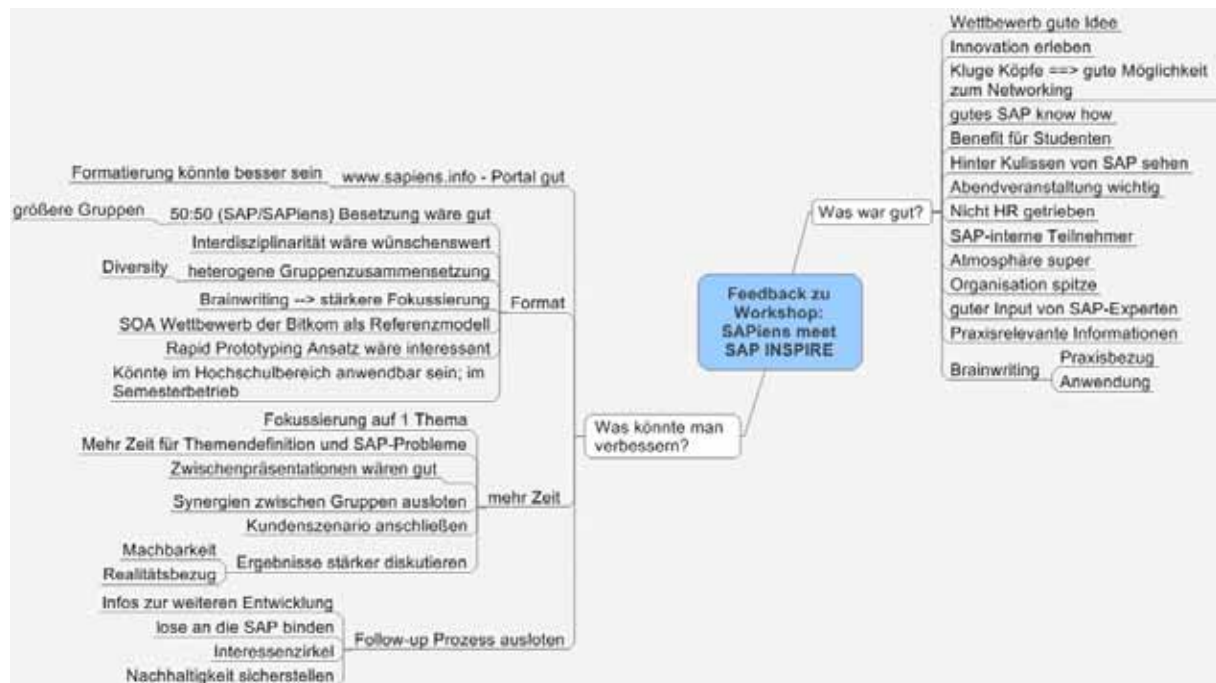 Feedback zu
Workshop:
SAPiens meet
SAP INSPIRE
Was war gut?
Wettbewerb gute Idee
Innovation erleben
Kluge Köpfe ==> gute Möglichkeit
zum Networking
gutes SAP know how
Benefit für Studenten
Hinter Kulissen von SAP sehen
Abendveranstaltung wichtig
Nicht HR getrieben
SAP-interne Teilnehmer
Atmosphäre super
Organisation spitze
guter Input von SAP-Experten
Praxisrelevante Informationen
Brainwriting
Praxisbezug
Anwendung
Was könnte man
verbessern?
www.sapiens.info - Portal gut
Formatierung könnte besser sein
Format
50:50 (SAP/SAPiens) Besetzung wäre gut
größere Gruppen
Interdisziplinarität wäre wünschenswert
heterogene Gruppenzusammensetzung
Diversity
Brainwriting --> stärkere Fokussierung
SOA Wettbewerb der Bitkom als Referenzmodell
Rapid Prototyping Ansatz wäre interessant
Könnte im Hochschulbereich anwendbar sein; im
Semesterbetrieb
mehr Zeit
Fokussierung auf 1 Thema
Mehr Zeit für Themendefinition und SAP-Probleme
Zwischenpräsentationen wären gut
Synergien zwischen Gruppen ausloten
Kundenszenario anschließen
Ergebnisse stärker diskutieren
Machbarkeit
Realitätsbezug
Follow-up Prozess ausloten
Infos zur weiteren Entwicklung
lose an die SAP binden
Interessenzirkel
Nachhaltigkeit sicherstellen